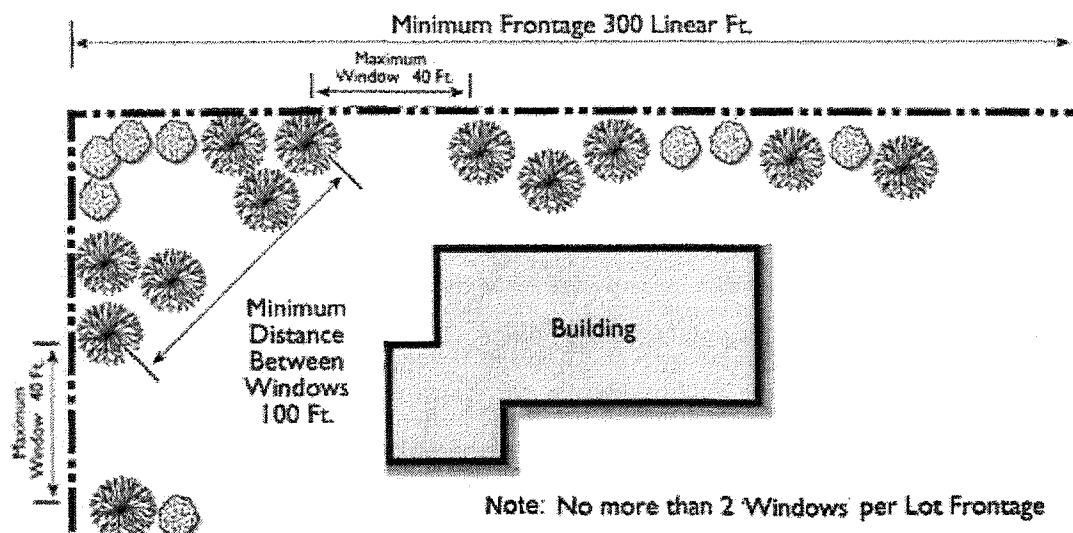 Minimum Frontage 300 Linear Ft.
Maximum
Window 40 Ft.
Minimum
Distance
Between
Windows
100 Ft.
Building
Maximum
Window 40 Ft.
Note: No more than 2 'Windows' per Lot Frontage